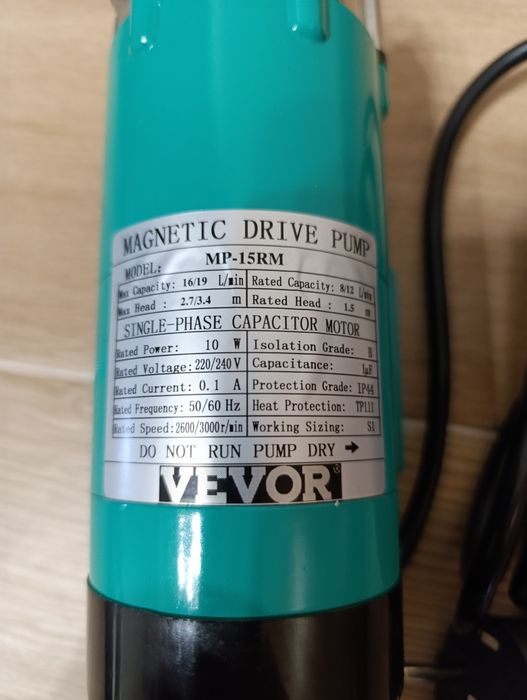 MAGNETIC DRIVE PUMP
MODEL: MP-15RM
Max Capacity: 16/19 L/min Rated Capacity: 8/12 L/min
Max Head: 2.7/3.4 m Rated Head: 1.5 m
SINGLE-PHASE CAPACITOR MOTOR
Rated Power: 10 W Isolation Grade: B
Rated Voltage: 220/240 V Capacitance: 1μF
Rated Current: 0.1 A Protection Grade: IP44
Rated Frequency: 50/60 Hz Heat Protection: TP111
Rated Speed: 2600/3000r/min Working Sizing: S1
DO NOT RUN PUMP DRY →
VEVOR®